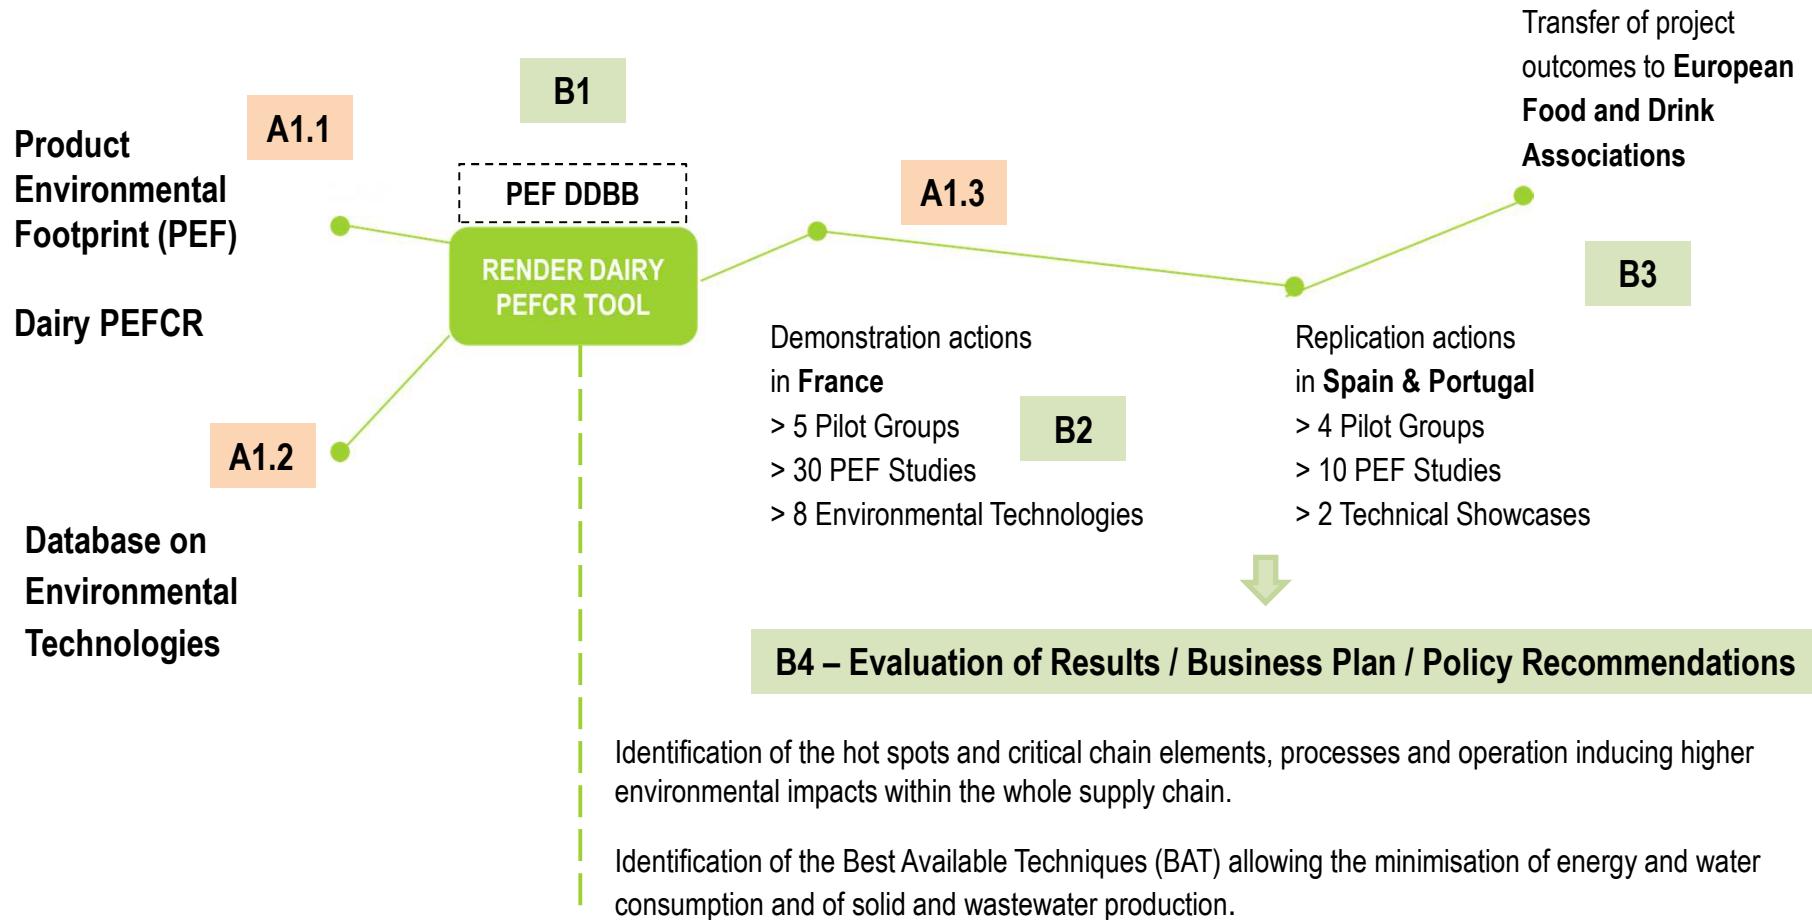 Product
Environmental
Footprint (PEF)
Dairy PEFCR
A1.1
A1.2
Database on
Environmental
Technologies
B1
PEF DDBB
RENDER DAIRY
PEFCR TOOL
A1.3
Demonstration actions
in France
> 5 Pilot Groups
> 30 PEF Studies
> 8 Environmental Technologies
B2
Replication actions
in Spain & Portugal
> 4 Pilot Groups
> 10 PEF Studies
> 2 Technical Showcases
Transfer of project
outcomes to European
Food and Drink
Associations
B3
B4 – Evaluation of Results / Business Plan / Policy Recommendations
Identification of the hot spots and critical chain elements, processes and operation inducing higher
environmental impacts within the whole supply chain.
Identification of the Best Available Techniques (BAT) allowing the minimisation of energy and water
consumption and of solid and wastewater production.